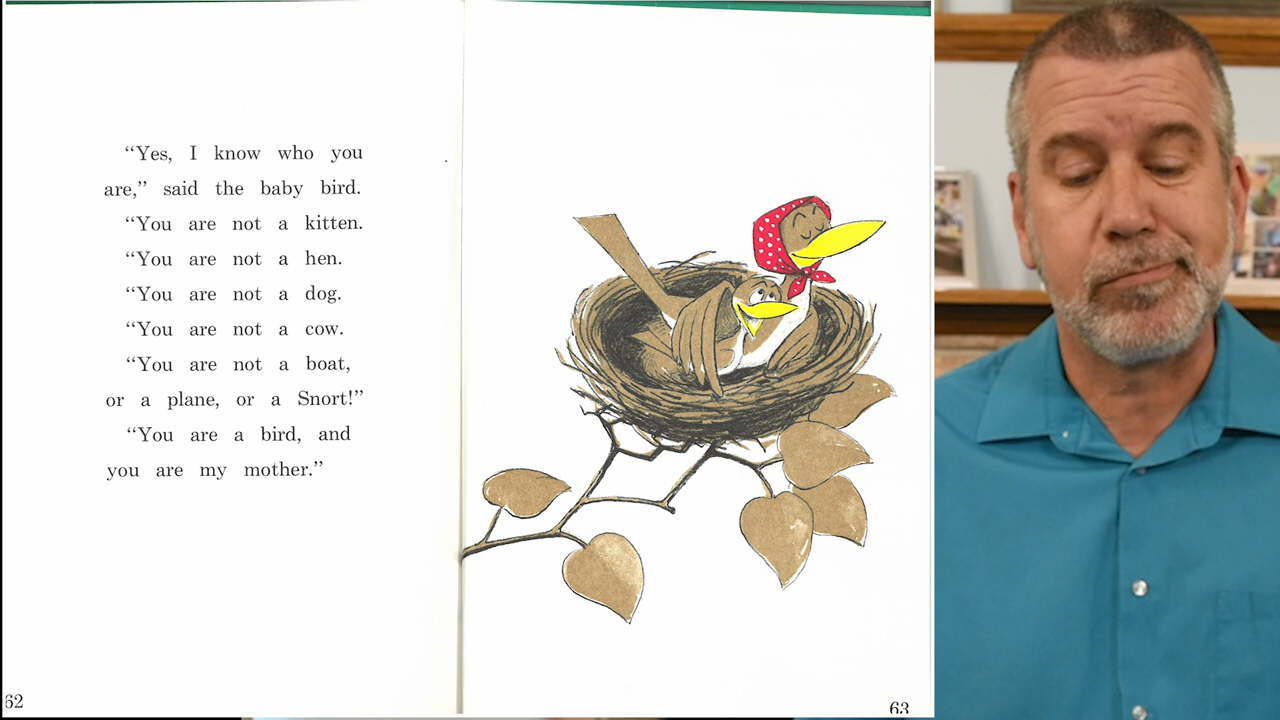 “Yes, I know who you
are,” said the baby bird.
“You are not a kitten.
“You are not a hen.
“You are not a dog.
“You are not a cow.
“You are not a boat,
or a plane, or a Snort!”
“You are a bird, and
you are my mother.”
62
63